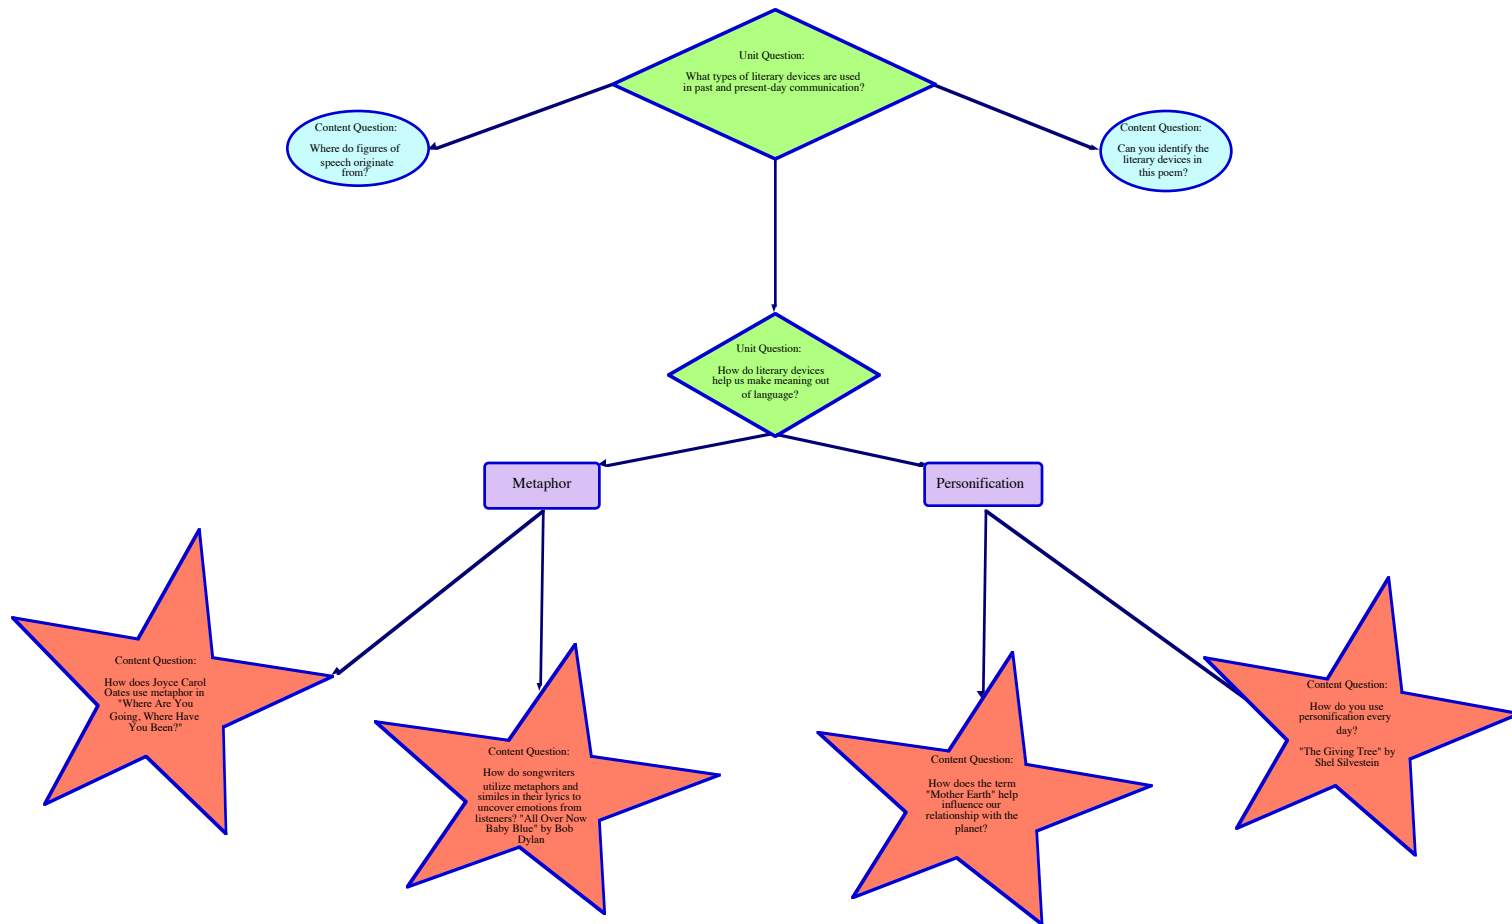 Unit Question:
What types of literary devices are used
in past and present-day communication?
Content Question:
Where do figures of
speech originate
from?
Content Question:
Can you identify the
literary devices in
this poem?
Unit Question:
How do literary devices
help us make meaning out
of language?
Metaphor
Personification
Content Question:
How does Joyce Carol
Oates use metaphor in
"Where Are You
Going, Where Have
You Been?"
Content Question:
How do songwriters
utilize metaphors and
similes in their lyrics to
uncover emotions from
listeners? "All Over Now
Baby Blue" by Bob
Dylan
Content Question:
How does the term
"Mother Earth" help
influence our
relationship with the
planet?
Content Question:
How do you use
personification every
day?
"The Giving Tree" by
Shel Silvestein